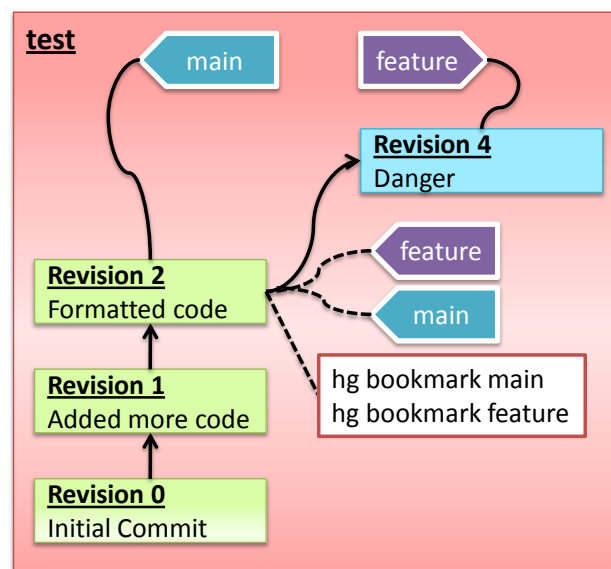 test
main
feature
Revision 4
Danger
feature
Revision 2
Formatted code
main
hg bookmark main
hg bookmark feature
Revision 1
Added more code
Revision 0
Initial Commit